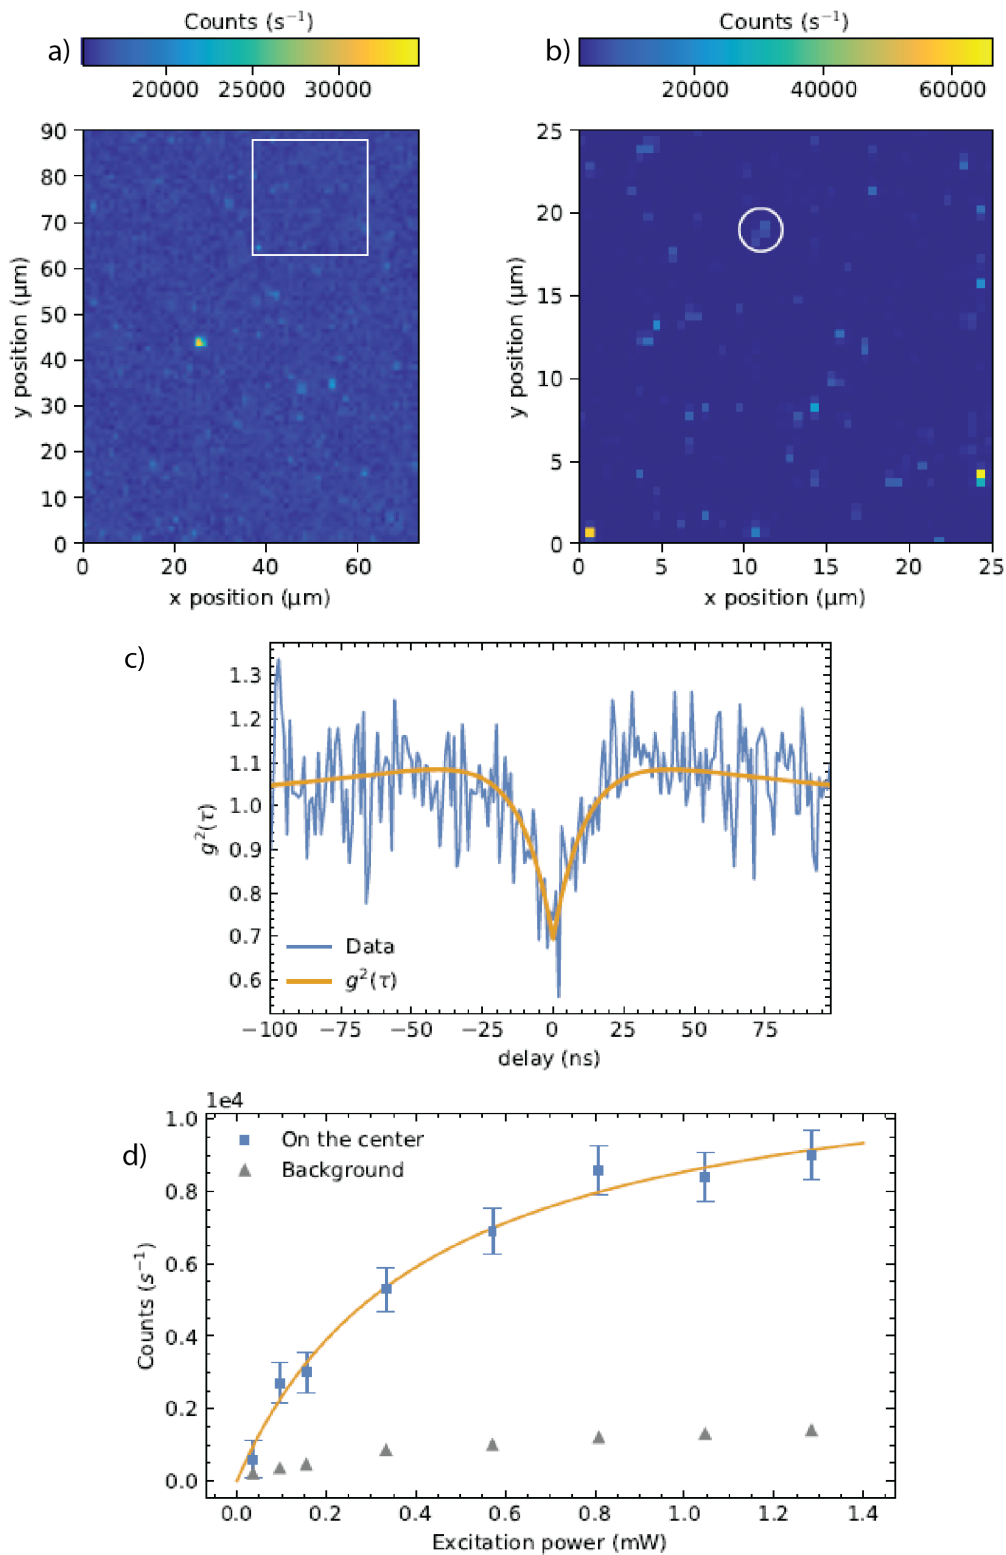 Counts (s⁻¹)
a)
20000 25000 30000
90
80
70
60
50
40
30
20
10
0
y position (μm)
0 20 40 60
x position (μm)
Counts (s⁻¹)
b)
20000 40000 60000
25
20
15
10
5
0
y position (μm)
0 5 10 15 20 25
x position (μm)
c)
1.3
1.2
1.1
1.0
0.9
0.8
0.7
0.6
g²(τ)
Data
g²(τ)
−100 −75 −50 −25 0 25 50 75
delay (ns)
d)
1e4
1.0
0.8
0.6
0.4
0.2
0.0
Counts (s⁻¹)
On the center
Background
0.0 0.2 0.4 0.6 0.8 1.0 1.2 1.4
Excitation power (mW)